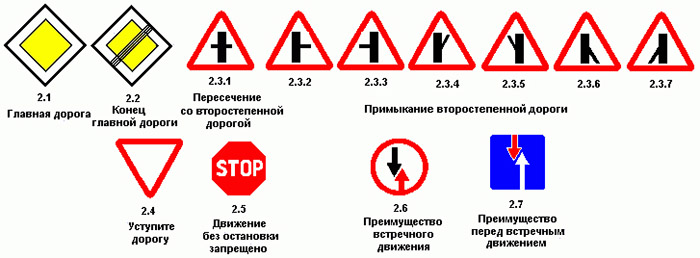 2.1
Главная дорога
2.2
Конец
главной дороги
2.3.1
Пересечение
со второстепенной
дорогой
2.3.2
2.3.3
2.3.4
2.3.5
2.3.6
2.3.7
Примыкание второстепенной дороги
2.4
Уступите
дорогу
STOP
2.5
Движение
без остановки
запрещено
2.6
Преимущество
встречного
движения
2.7
Преимущество
перед встречным
движением